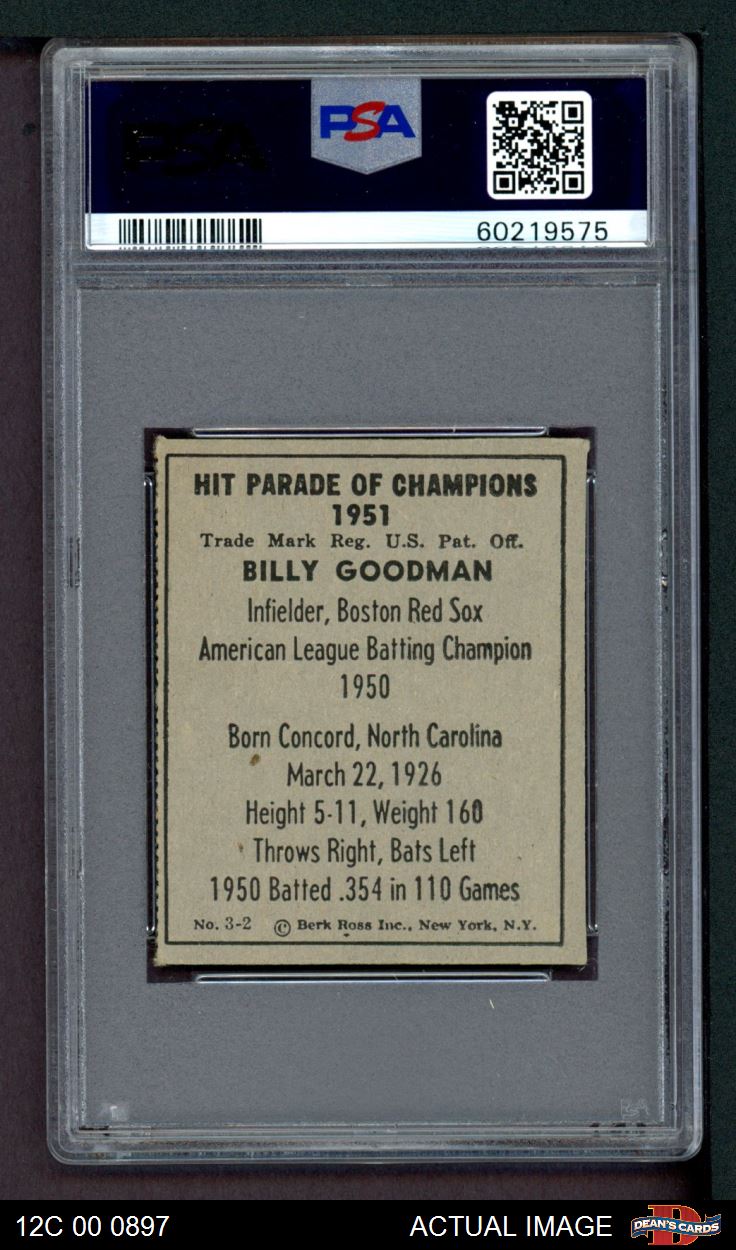 PSA
PSA
60219575
HIT PARADE OF CHAMPIONS
1951
Trade Mark Reg. U.S. Pat. Off.
BILLY GOODMAN
Infielder, Boston Red Sox
American League Batting Champion
1950
Born Concord, North Carolina
March 22, 1926
Height 5-11, Weight 160
Throws Right, Bats Left
1950 Batted .354 in 110 Games
No. 3-2 © Berk Ross Inc., New York, N.Y.
12C 00 0897 ACTUAL IMAGE DEAN'S CARDS